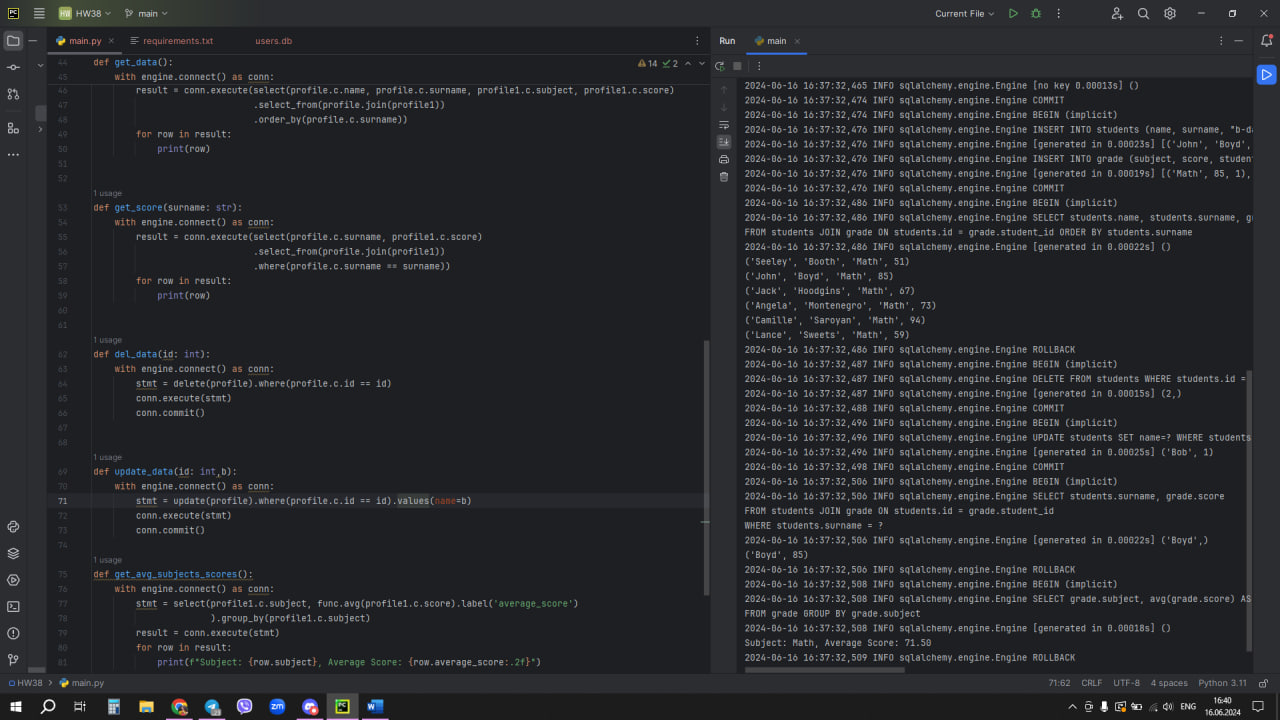 HW38
main
Current File
main.py
requirements.txt
users.db
Run
main
14
2
44 def get_data():
45 with engine.connect() as conn:
46 result = conn.execute(select(profile.c.name, profile.c.surname, profile1.c.subject, profile1.c.score)
47 .select_from(profile.join(profile1))
48 .order_by(profile.c.surname))
49 for row in result:
50 print(row)
51
52
1 usage
53 def get_score(surname: str):
54 with engine.connect() as conn:
55 result = conn.execute(select(profile.c.surname, profile1.c.score)
56 .select_from(profile.join(profile1))
57 .where(profile.c.surname == surname))
58 for row in result:
59 print(row)
60
61
1 usage
62 def del_data(id: int):
63 with engine.connect() as conn:
64 stmt = delete(profile).where(profile.c.id == id)
65 conn.execute(stmt)
66 conn.commit()
67
68
1 usage
69 def update_data(id: int,b):
70 with engine.connect() as conn:
71 stmt = update(profile).where(profile.c.id == id).values(name=b)
72 conn.execute(stmt)
73 conn.commit()
74
1 usage
75 def get_avg_subjects_scores():
76 with engine.connect() as conn:
77 stmt = select(profile1.c.subject, func.avg(profile1.c.score).label('average_score')
78 ).group_by(profile1.c.subject)
79 result = conn.execute(stmt)
80 for row in result:
81 print(f"Subject: {row.subject}, Average Score: {row.average_score:.2f}")
2024-06-16 16:37:32,465 INFO sqlalchemy.engine.Engine [no key 0.00013s] ()
2024-06-16 16:37:32,474 INFO sqlalchemy.engine.Engine COMMIT
2024-06-16 16:37:32,474 INFO sqlalchemy.engine.Engine BEGIN (implicit)
2024-06-16 16:37:32,476 INFO sqlalchemy.engine.Engine INSERT INTO students (name, surname, "b-da
2024-06-16 16:37:32,476 INFO sqlalchemy.engine.Engine [generated in 0.00023s] [('John', 'Boyd',
2024-06-16 16:37:32,476 INFO sqlalchemy.engine.Engine INSERT INTO grade (subject, score, student
2024-06-16 16:37:32,476 INFO sqlalchemy.engine.Engine [generated in 0.00019s] [('Math', 85, 1),
2024-06-16 16:37:32,476 INFO sqlalchemy.engine.Engine COMMIT
2024-06-16 16:37:32,486 INFO sqlalchemy.engine.Engine BEGIN (implicit)
2024-06-16 16:37:32,486 INFO sqlalchemy.engine.Engine SELECT students.name, students.surname, gr
FROM students JOIN grade ON students.id = grade.student_id ORDER BY students.surname
2024-06-16 16:37:32,486 INFO sqlalchemy.engine.Engine [generated in 0.00022s] ()
('Seeley', 'Booth', 'Math', 51)
('John', 'Boyd', 'Math', 85)
('Jack', 'Hoodgins', 'Math', 67)
('Angela', 'Montenegro', 'Math', 73)
('Camille', 'Saroyan', 'Math', 94)
('Lance', 'Sweets', 'Math', 59)
2024-06-16 16:37:32,486 INFO sqlalchemy.engine.Engine ROLLBACK
2024-06-16 16:37:32,487 INFO sqlalchemy.engine.Engine BEGIN (implicit)
2024-06-16 16:37:32,487 INFO sqlalchemy.engine.Engine DELETE FROM students WHERE students.id =
2024-06-16 16:37:32,487 INFO sqlalchemy.engine.Engine [generated in 0.00015s] (2,)
2024-06-16 16:37:32,488 INFO sqlalchemy.engine.Engine COMMIT
2024-06-16 16:37:32,496 INFO sqlalchemy.engine.Engine BEGIN (implicit)
2024-06-16 16:37:32,496 INFO sqlalchemy.engine.Engine UPDATE students SET name=? WHERE students
2024-06-16 16:37:32,496 INFO sqlalchemy.engine.Engine [generated in 0.00025s] ('Bob', 1)
2024-06-16 16:37:32,498 INFO sqlalchemy.engine.Engine COMMIT
2024-06-16 16:37:32,506 INFO sqlalchemy.engine.Engine BEGIN (implicit)
2024-06-16 16:37:32,506 INFO sqlalchemy.engine.Engine SELECT students.surname, grade.score
FROM students JOIN grade ON students.id = grade.student_id
WHERE students.surname = ?
2024-06-16 16:37:32,506 INFO sqlalchemy.engine.Engine [generated in 0.00022s] ('Boyd',)
('Boyd', 85)
2024-06-16 16:37:32,506 INFO sqlalchemy.engine.Engine ROLLBACK
2024-06-16 16:37:32,508 INFO sqlalchemy.engine.Engine BEGIN (implicit)
2024-06-16 16:37:32,508 INFO sqlalchemy.engine.Engine SELECT grade.subject, avg(grade.score) AS
FROM grade GROUP BY grade.subject
2024-06-16 16:37:32,508 INFO sqlalchemy.engine.Engine [generated in 0.00018s] ()
Subject: Math, Average Score: 71.50
2024-06-16 16:37:32,509 INFO sqlalchemy.engine.Engine ROLLBACK
HW38
main.py
71:62
CRLF
UTF-8
4 spaces
Python 3.11
ENG
16:40
16.06.2024